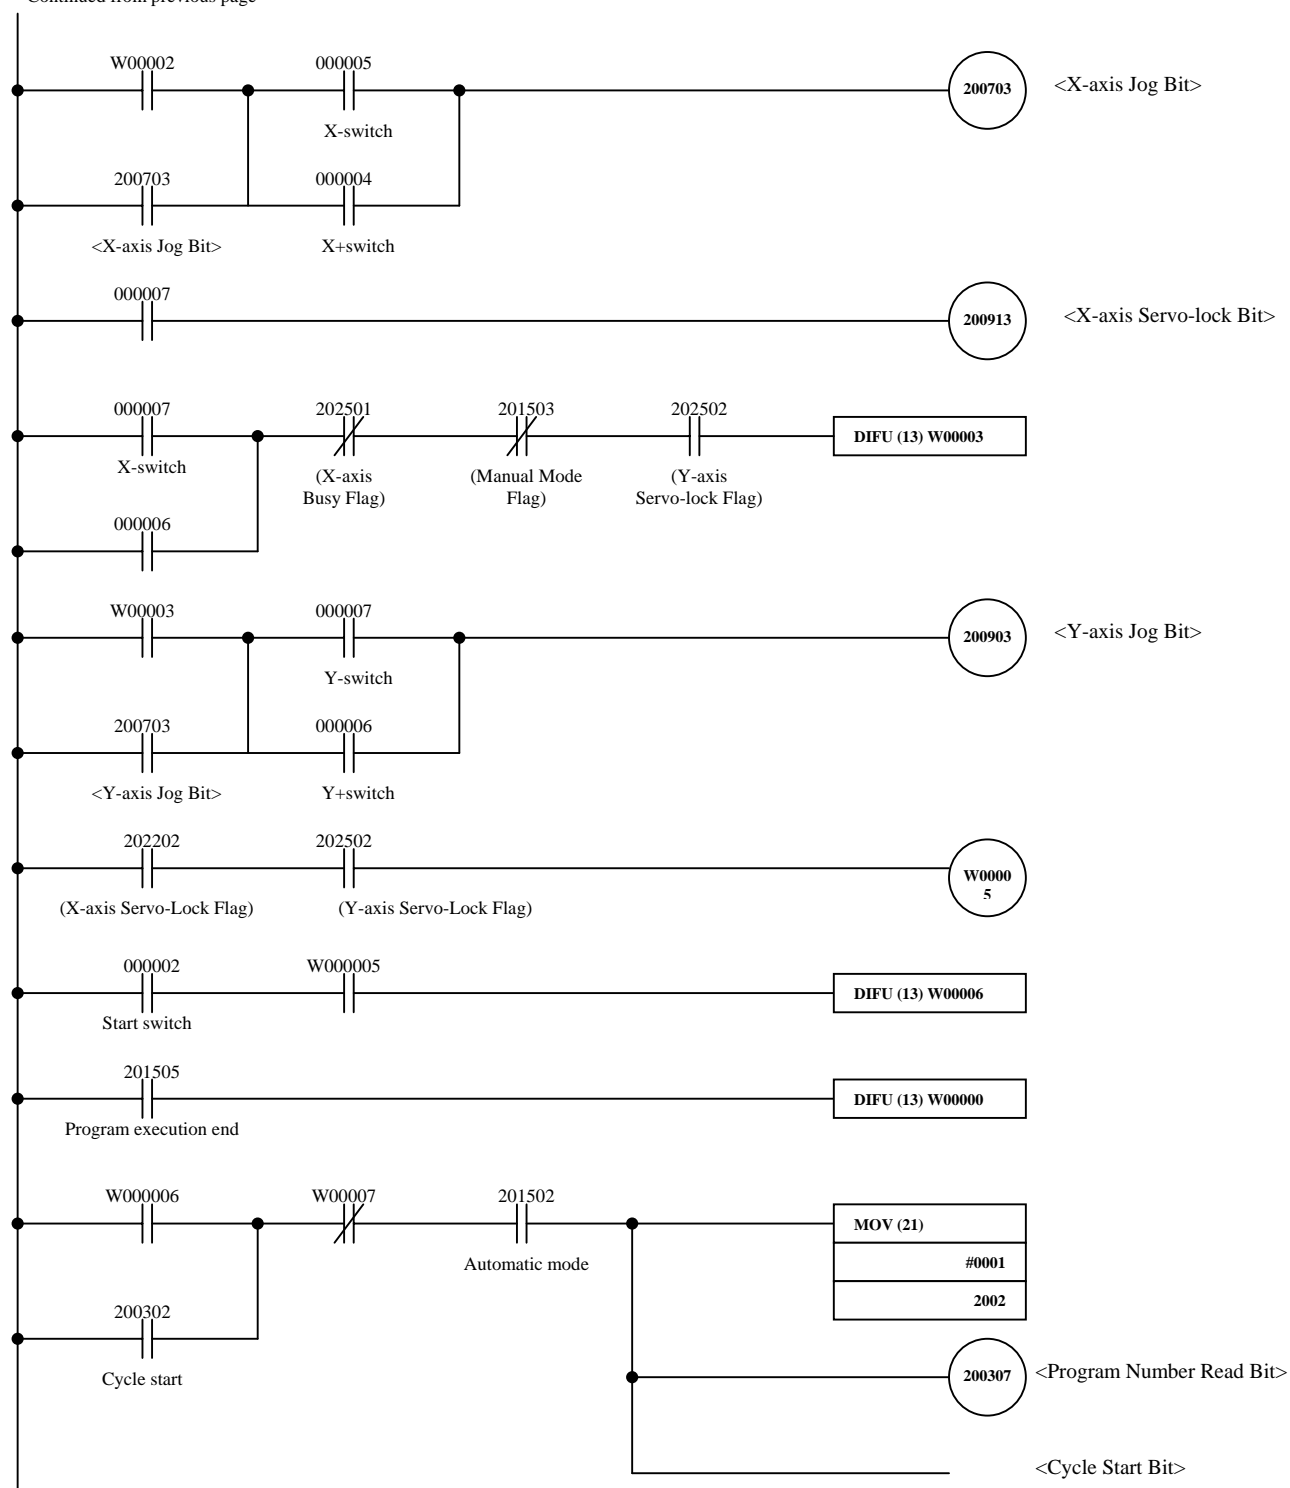 Continued from previous page
W00002
000005
200703
<X-axis Jog Bit>
X-switch
200703
000004
<X-axis Jog Bit>
X+switch
000007
200913
<X-axis Servo-lock Bit>
000007
202501
201503
202502
DIFU (13) W00003
X-switch
(X-axis
Busy Flag)
(Manual Mode
Flag)
(Y-axis
Servo-lock Flag)
000006
W00003
000007
200903
<Y-axis Jog Bit>
Y-switch
200703
000006
<Y-axis Jog Bit>
Y+switch
202202
202502
W0000
5
(X-axis Servo-Lock Flag)
(Y-axis Servo-Lock Flag)
000002
W000005
DIFU (13) W00006
Start switch
201505
DIFU (13) W00000
Program execution end
W000006
W00007
201502
MOV (21)
#0001
2002
Automatic mode
200302
Cycle start
200307
<Program Number Read Bit>
<Cycle Start Bit>